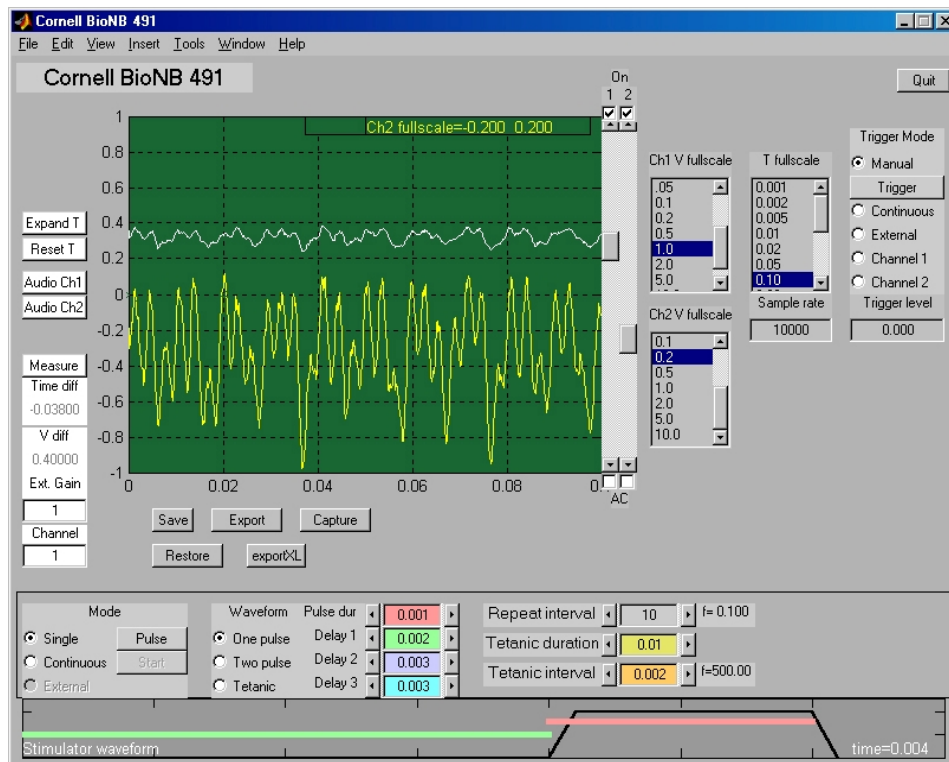 Cornell BioNB 491
File Edit View Insert Tools Window Help
Cornell BioNB 491
On
1 2
Quit
Ch2 fullscale=-0.200 0.200
1
0.8
0.6
0.4
0.2
0
-0.2
-0.4
-0.6
-0.8
-1
0 0.02 0.04 0.06 0.08
AC
Expand T
Reset T
Audio Ch1
Audio Ch2
Measure
Time diff
-0.03800
V diff
0.40000
Ext. Gain
1
Channel
1
Save Export Capture
Restore exportXL
Ch1 V fullscale
.05
0.1
0.2
0.5
1.0
2.0
5.0
Ch2 V fullscale
0.1
0.2
0.5
1.0
2.0
5.0
10.0
T fullscale
0.001
0.002
0.005
0.01
0.02
0.05
0.10
Sample rate
10000
Trigger Mode
Manual
Trigger
Continuous
External
Channel 1
Channel 2
Trigger level
0.000
Mode
Single Pulse
Continuous Start
External
Waveform
One pulse
Two pulse
Tetanic
Pulse dur 0.001
Delay 1 0.002
Delay 2 0.003
Delay 3 0.003
Repeat interval 10 f= 0.100
Tetanic duration 0.01
Tetanic interval 0.002 f=500.00
Stimulator waveform time=0.004